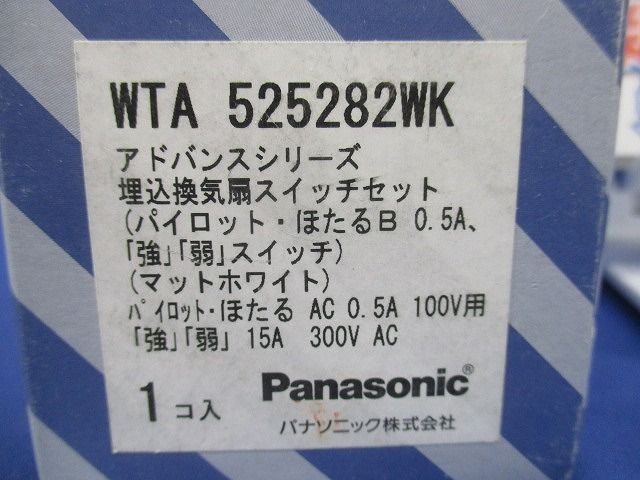 WTA 525282WK
アドバンスシリーズ
埋込換気扇スイッチセット
(パイロット・ほたるB 0.5A、
「強」「弱」スイッチ)
(マットホワイト)
パイロット・ほたる AC 0.5A 100V用
「強」「弱」 15A 300V AC
1 コ入 Panasonic®
パナソニック株式会社